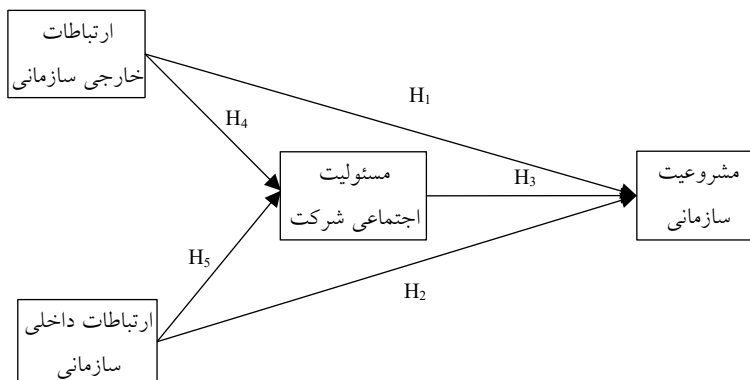 ارتباطات
خارجی سازمانی
H1
H4
مسئولیت
اجتماعی شرکت
H3
مشروعیت
سازمانی
H5
H2
ارتباطات داخلی
سازمانی